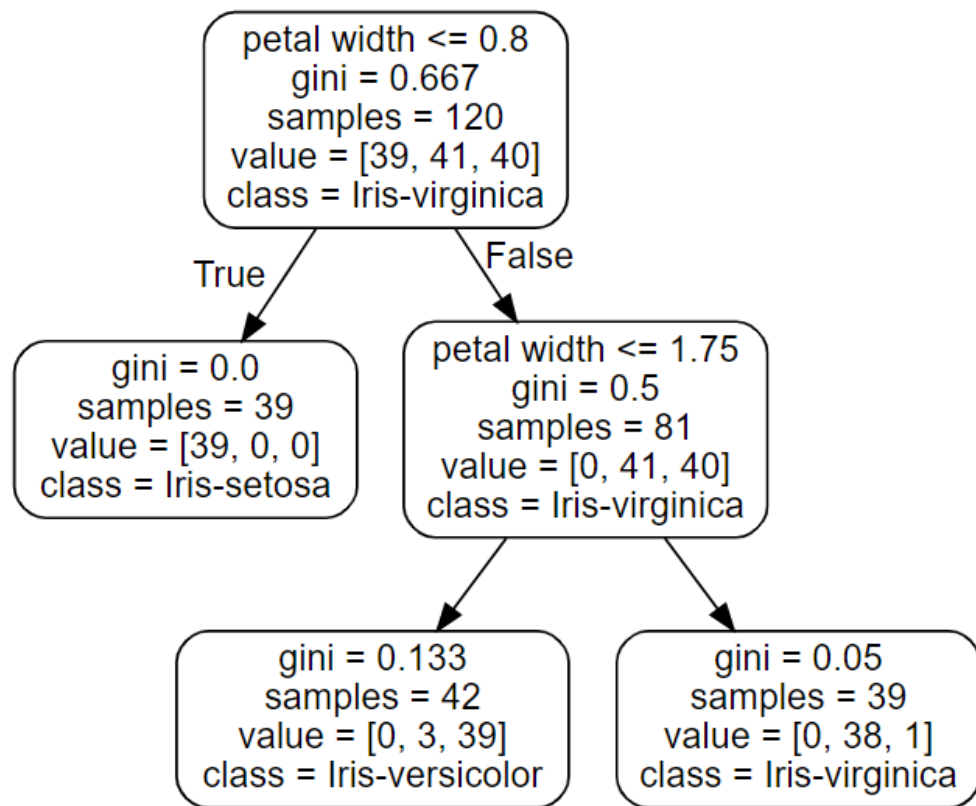 petal width <= 0.8
gini = 0.667
samples = 120
value = [39, 41, 40]
class = Iris-virginica
True
False
gini = 0.0
samples = 39
value = [39, 0, 0]
class = Iris-setosa
petal width <= 1.75
gini = 0.5
samples = 81
value = [0, 41, 40]
class = Iris-virginica
gini = 0.133
samples = 42
value = [0, 3, 39]
class = Iris-versicolor
gini = 0.05
samples = 39
value = [0, 38, 1]
class = Iris-virginica